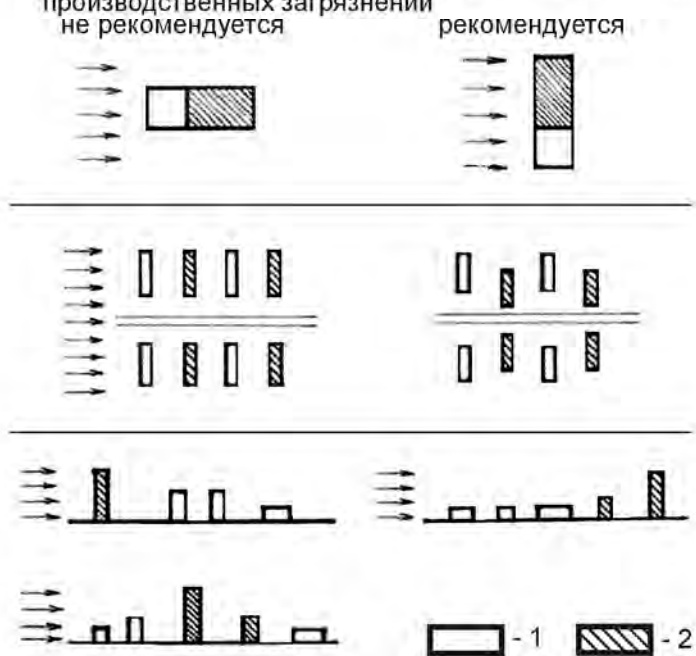 производственных загрязнений
не рекомендуется
рекомендуется
- 1
- 2